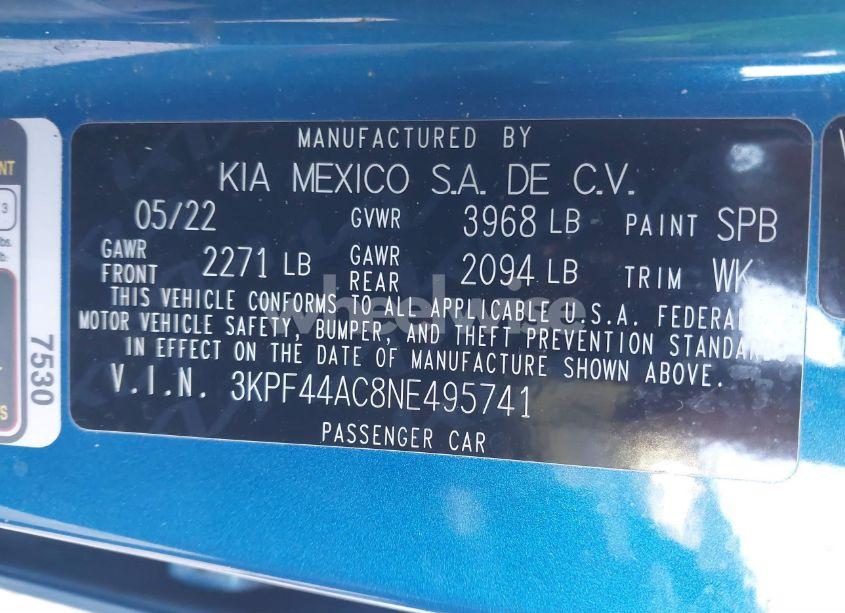 MANUFACTURED BY
KIA MEXICO S.A. DE C.V.
05/22 GVWR 3968 LB PAINT SPB
GAWR FRONT 2271 LB GAWR REAR 2094 LB TRIM WK
THIS VEHICLE CONFORMS TO ALL APPLICABLE U.S.A. FEDERAL
MOTOR VEHICLE SAFETY, BUMPER, AND THEFT PREVENTION STANDARDS
IN EFFECT ON THE DATE OF MANUFACTURE SHOWN ABOVE.
V.I.N. 3KPF44AC8NE495741
PASSENGER CAR
7530
wheelwise